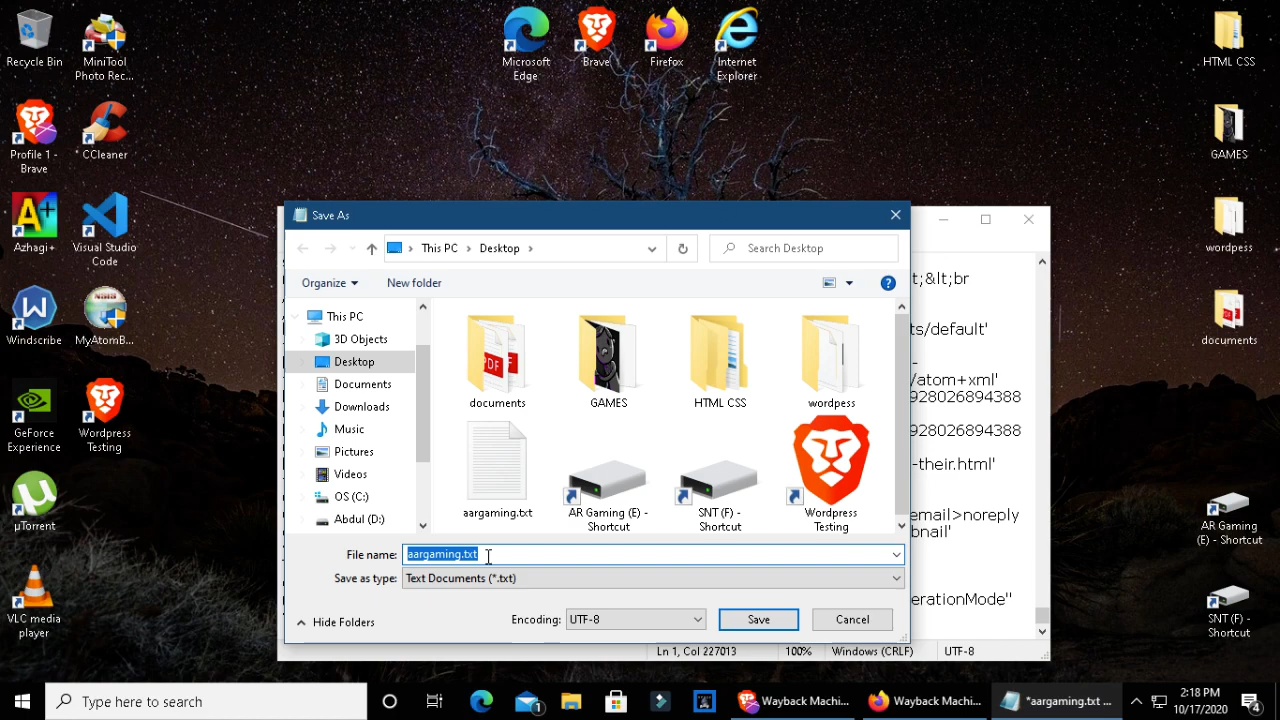 Recycle Bin
MiniTool
Photo Rec...
Microsoft
Edge
Brave
Firefox
Internet
Explorer
HTML CSS
Profile 1 -
Brave
CCleaner
GAMES
Azhagi+
Visual Studio
Code
wordpess
Windscribe
MyAtomB...
documents
GeForce
Experience
Wordpress
Testing
µTorrent
VLC media
player
AR Gaming
(E) - Shortcut
SNT (F) -
Shortcut
Save As
This PC
Desktop
Search Desktop
Organize
New folder
This PC
3D Objects
Desktop
Documents
Downloads
Music
Pictures
Videos
OS (C:)
Abdul (D:)
documents
GAMES
HTML CSS
wordpess
aargaming.txt
AR Gaming (E) -
Shortcut
SNT (F) -
Shortcut
Wordpress
Testing
File name: aargaming.txt
Save as type: Text Documents (*.txt)
Hide Folders
Encoding: UTF-8
Save
Cancel
t;&lt;br
ts/default'
/atom+xml'
928026894388
928026894388
-their.html'
email>noreply
bnail'
erationMode"
Ln 1, Col 227013
100%
Windows (CRLF)
UTF-8
Type here to search
1
Wayback Machi...
Wayback Machi...
*aargaming.txt ...
2:18 PM
10/17/2020
4